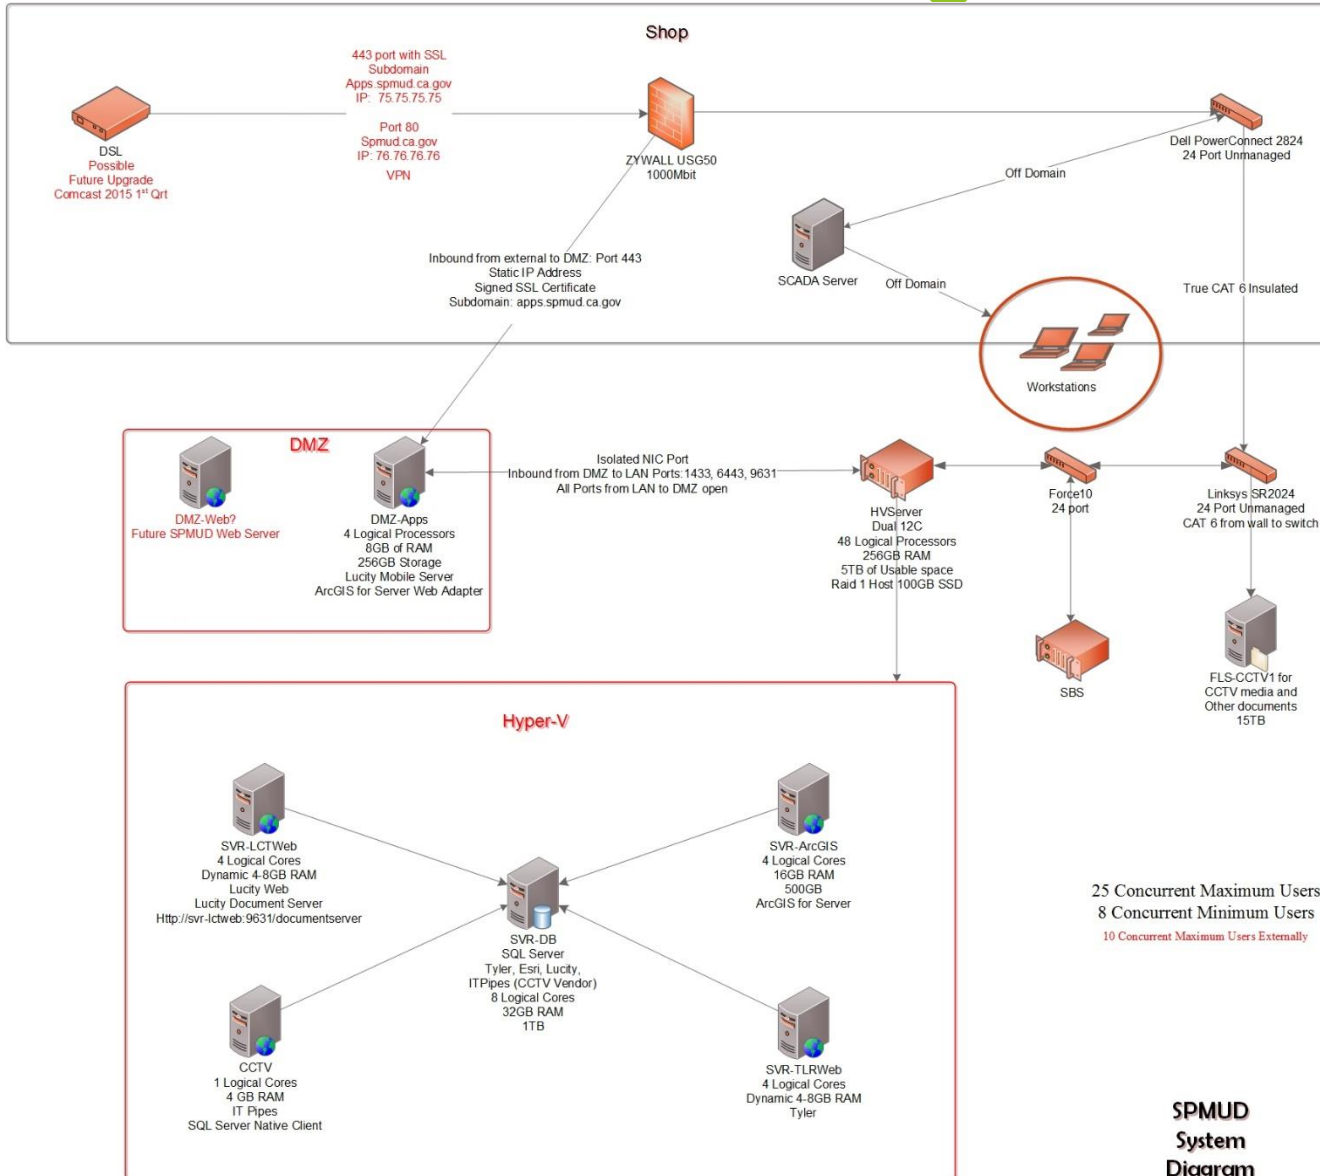 Shop
443 port with SSL
Subdomain
Apps.spmud.ca.gov
IP: 75.75.75.75
Port 80
Spmud.ca.gov
IP: 76.76.76.76
VPN
DSL
Possible
Future Upgrade
Comcast 2015 1st Qrt
ZYWALL USG50
1000Mbit
Dell PowerConnect 2824
24 Port Unmanaged
Off Domain
SCADA Server
Off Domain
Inbound from external to DMZ: Port 443
Static IP Address
Signed SSL Certificate
Subdomain: apps.spmud.ca.gov
True CAT 6 Insulated
Workstations
DMZ
DMZ-Web?
Future SPMUD Web Server
DMZ-Apps
4 Logical Processors
8GB of RAM
256GB Storage
Lucity Mobile Server
ArcGIS for Server Web Adapter
Isolated NIC Port
Inbound from DMZ to LAN Ports:1433, 6443, 9631
All Ports from LAN to DMZ open
HVServer
Dual 12C
48 Logical Processors
256GB RAM
5TB of Usable space
Raid 1 Host 100GB SSD
Force10
24 port
Linksys SR2024
24 Port Unmanaged
CAT 6 from wall to switch
SBS
FLS-CCTV1 for
CCTV media and
Other documents
15TB
Hyper-V
SVR-LCTWeb
4 Logical Cores
Dynamic 4-8GB RAM
Lucity Web
Lucity Document Server
Http://svr-lctweb:9631/documentserver
SVR-ArcGIS
4 Logical Cores
16GB RAM
500GB
ArcGIS for Server
SVR-DB
SQL Server
Tyler, Esri, Lucity,
ITPipes (CCTV Vendor)
8 Logical Cores
32GB RAM
1TB
CCTV
1 Logical Cores
4 GB RAM
IT Pipes
SQL Server Native Client
SVR-TLRWeb
4 Logical Cores
Dynamic 4-8GB RAM
Tyler
25 Concurrent Maximum Users
8 Concurrent Minimum Users
10 Concurrent Maximum Users Externally
SPMUD
System
Diagram